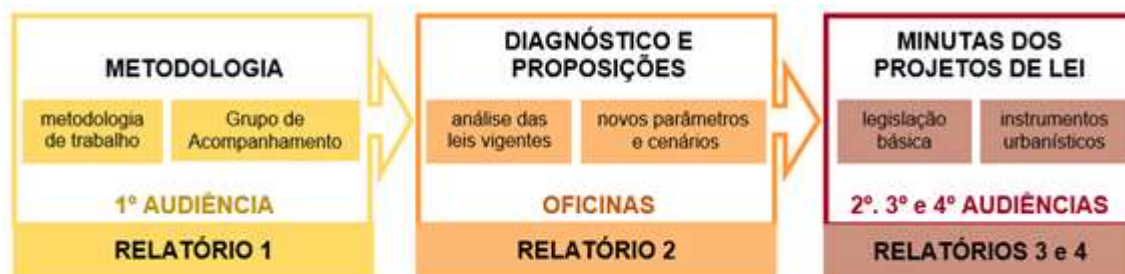 METODOLOGIA
metodologia
de trabalho
Grupo de
Acompanhamento
1º AUDIÊNCIA
RELATÓRIO 1
DIAGNÓSTICO E
PROPOSIÇÕES
análise das
leis vigentes
novos parâmetros
e cenários
OFICINAS
RELATÓRIO 2
MINUTAS DOS
PROJETOS DE LEI
legislação
básica
instrumentos
urbanísticos
2º. 3º e 4º AUDIÊNCIAS
RELATÓRIOS 3 e 4